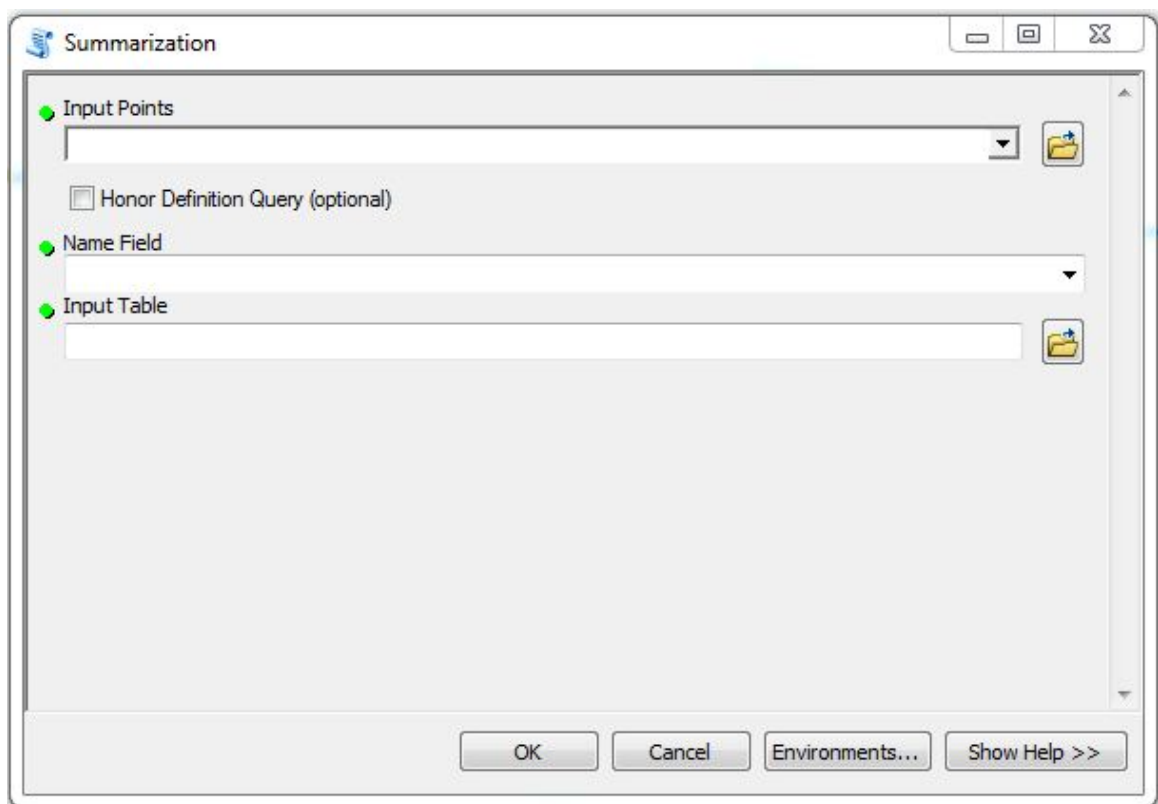 Summarization
Input Points
Honor Definition Query (optional)
Name Field
Input Table
OK Cancel Environments... Show Help >>